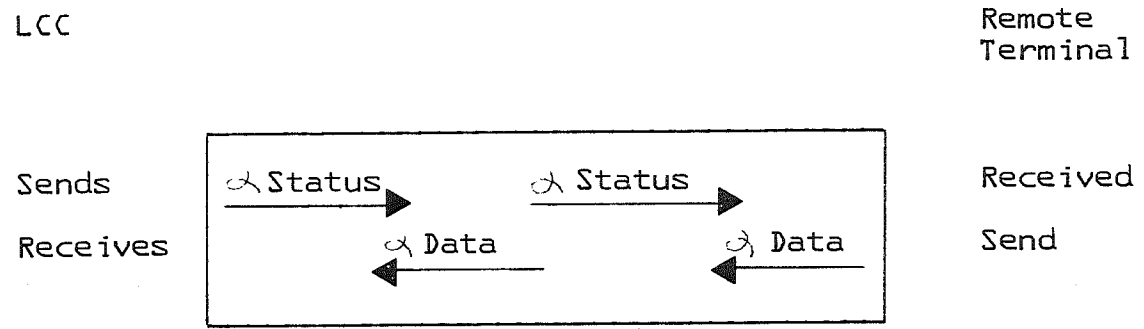 LCC
Remote
Terminal
Sends
Status
Status
Received
Receives
Data
Data
Send